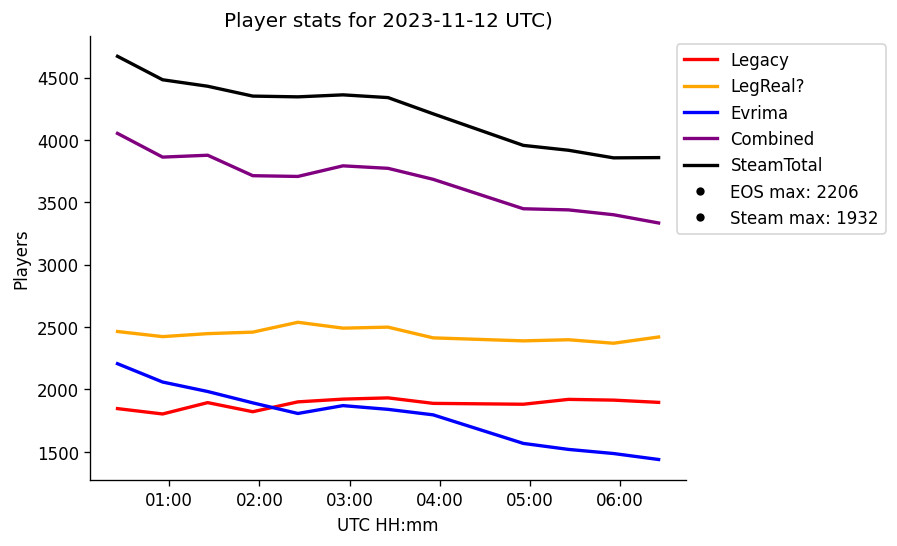 Player stats for 2023-11-12 UTC)
Legacy
LegReal?
Evrima
Combined
SteamTotal
EOS max: 2206
Steam max: 1932
Players
4500
4000
3500
3000
2500
2000
1500
01:00 02:00 03:00 04:00 05:00 06:00
UTC HH:mm